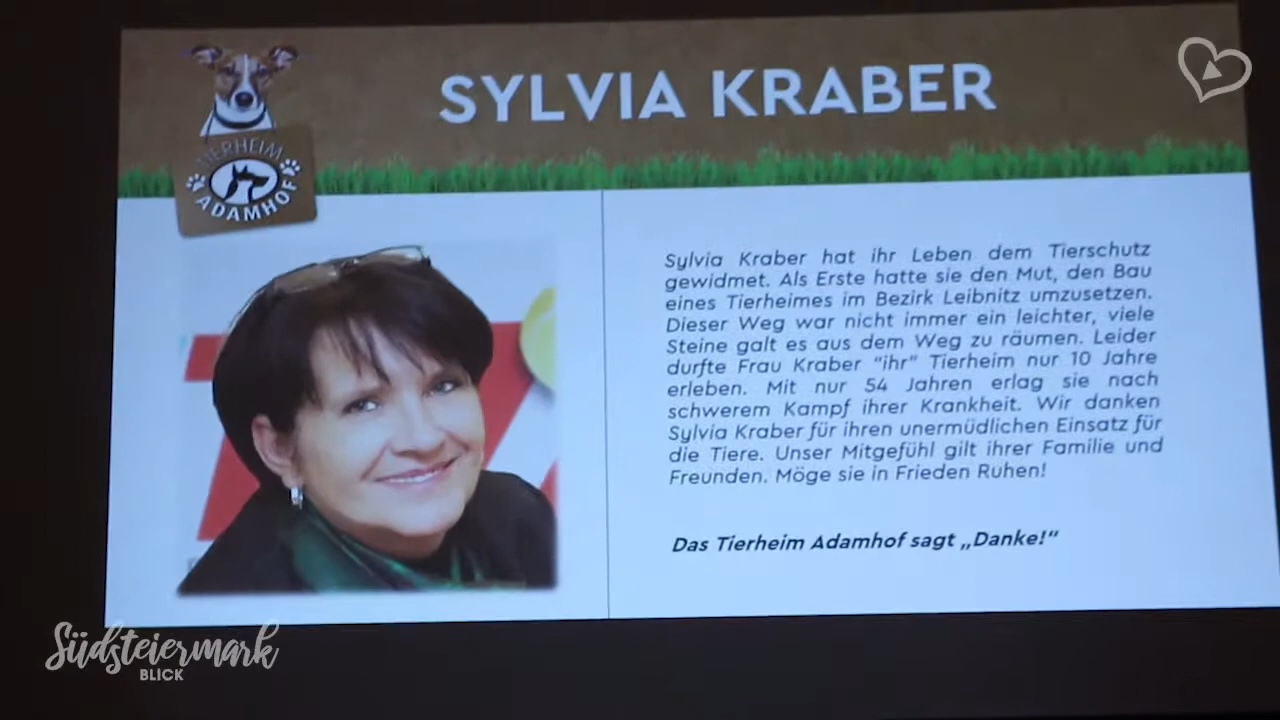 SYLVIA KRABER
TIERHEIM
ADAMHOF
Sylvia Kraber hat ihr Leben dem Tierschutz
gewidmet. Als Erste hatte sie den Mut, den Bau
eines Tierheimes im Bezirk Leibnitz umzusetzen.
Dieser Weg war nicht immer ein leichter, viele
Steine galt es aus dem Weg zu räumen. Leider
durfte Frau Kraber "ihr" Tierheim nur 10 Jahre
erleben. Mit nur 54 Jahren erlag sie nach
schwerem Kampf ihrer Krankheit. Wir danken
Sylvia Kraber für ihren unermüdlichen Einsatz für
die Tiere. Unser Mitgefühl gilt ihrer Familie und
Freunden. Möge sie in Frieden Ruhen!
Das Tierheim Adamhof sagt „Danke!"
Südsteiermark
BLICK